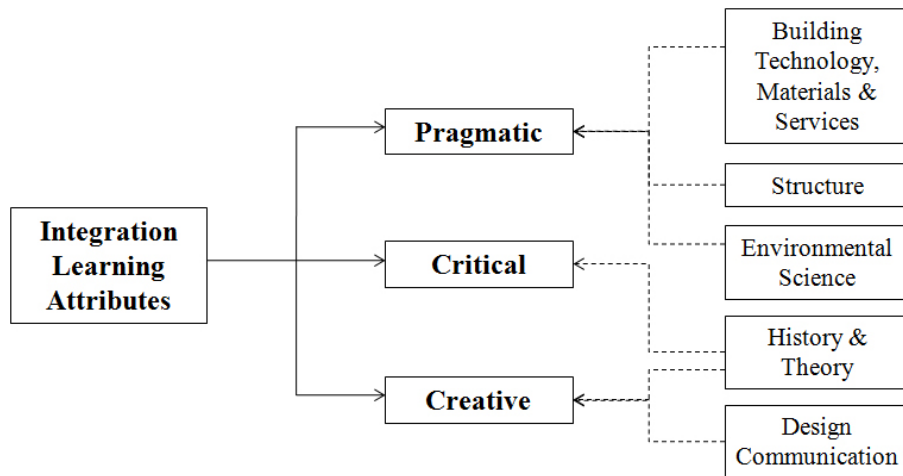 Integration
Learning
Attributes
Pragmatic
Critical
Creative
Building
Technology,
Materials &
Services
Structure
Environmental
Science
History &
Theory
Design
Communication